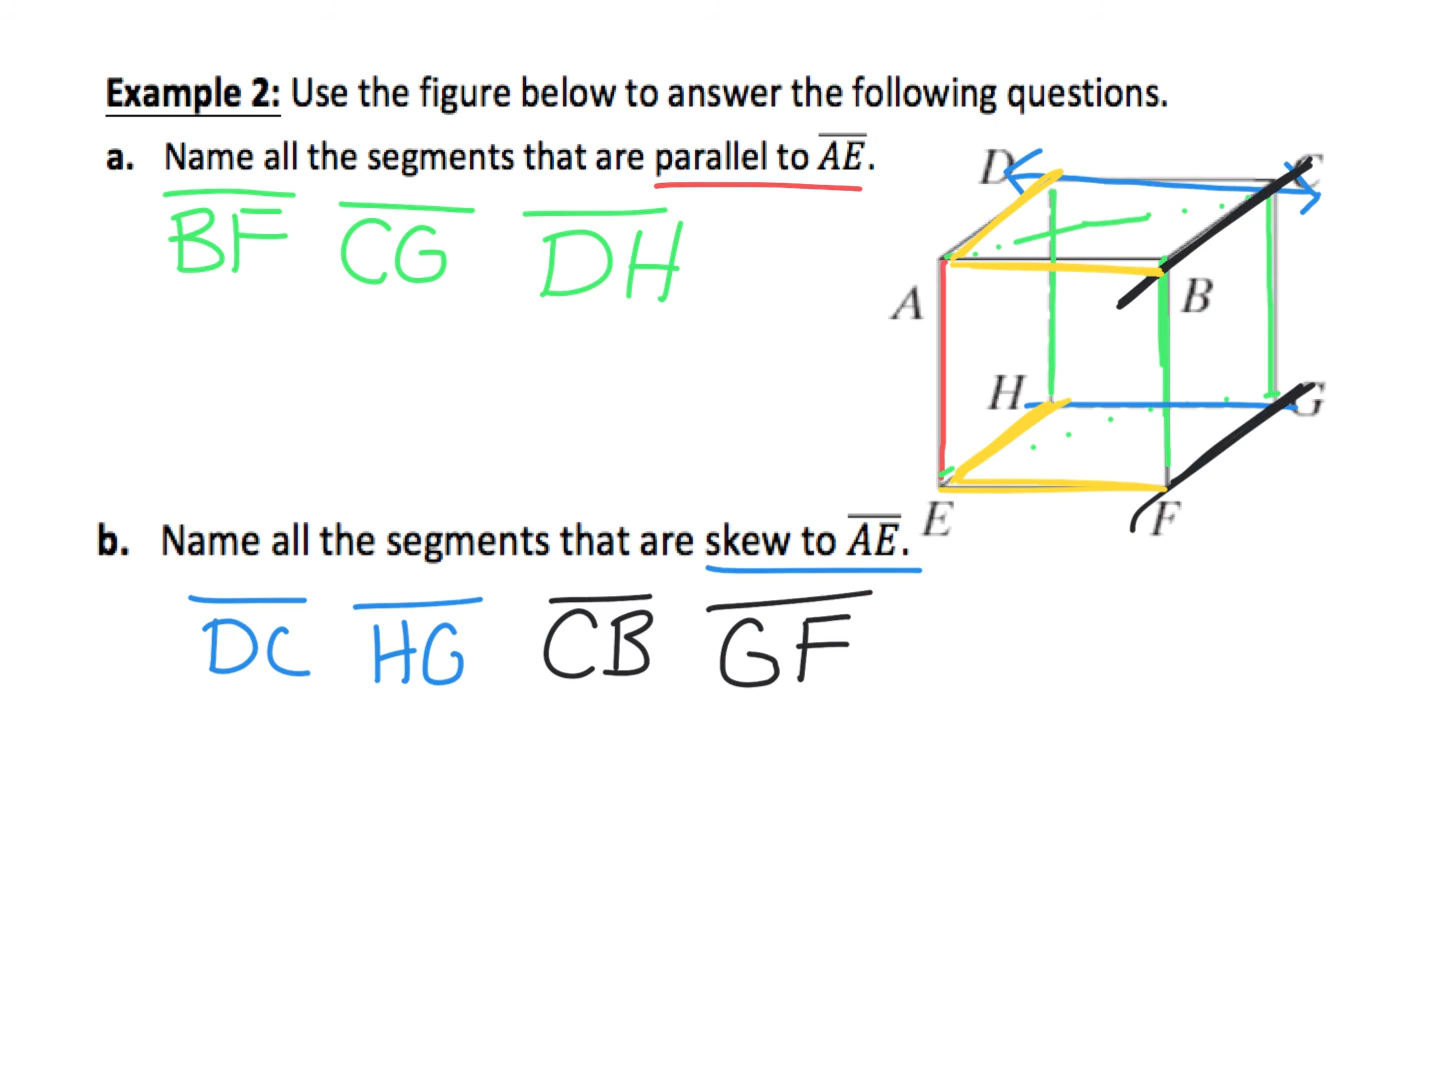 Example 2: Use the figure below to answer the following questions.
a. Name all the segments that are parallel to AE.
BF CG DH
D C
A B
H G
E F
b. Name all the segments that are skew to AE.
DC HG CB GF